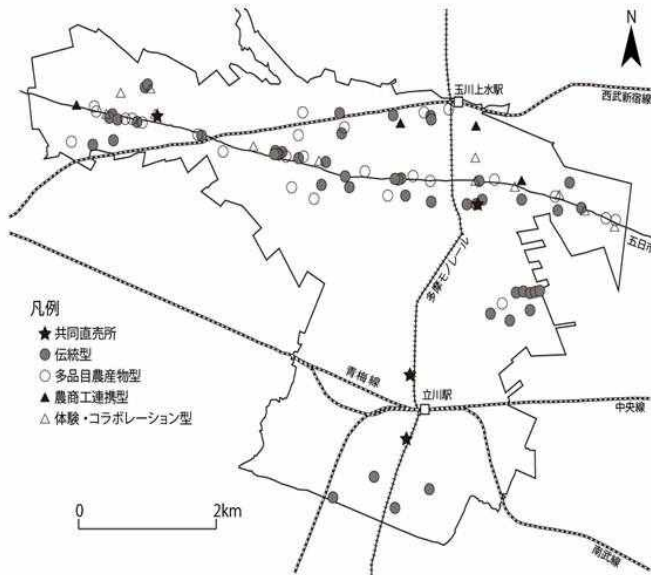 N
玉川上水駅
西武新宿線
五日市
多摩モノレール
凡例
共同直売所
伝統型
多品目農産物型
農商工連携型
体験・コラボレーション型
青梅線
立川駅
中央線
南武線
0
2km